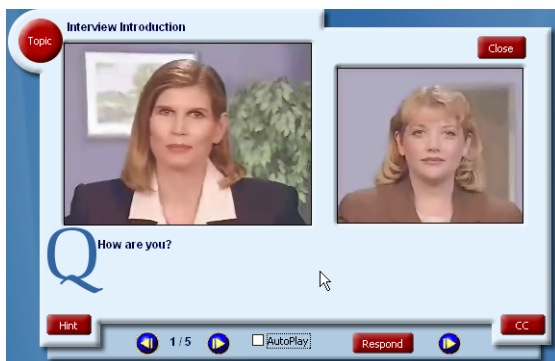 Interview Introduction
Topic
Close
Q How are you?
Hint
CC
1 / 5
AutoPlay
Respond